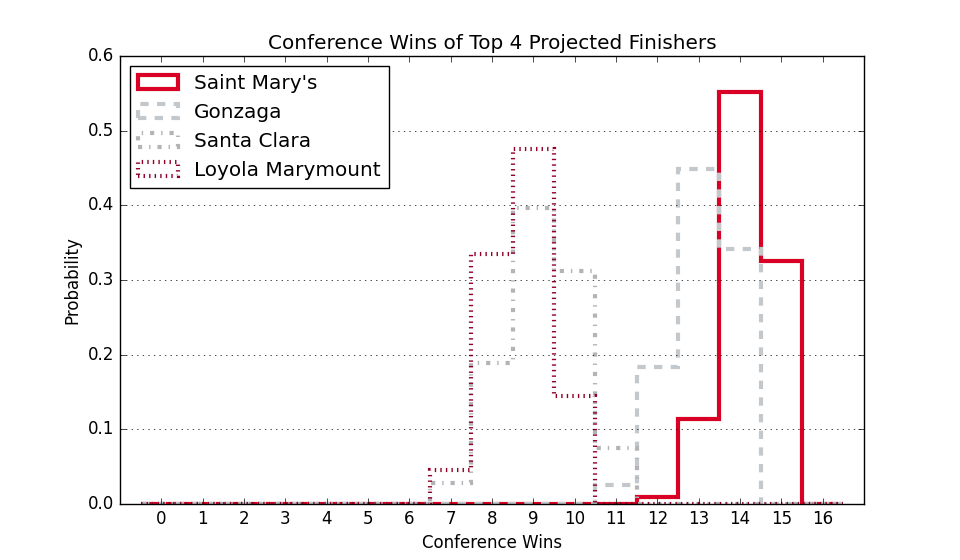 Conference Wins of Top 4 Projected Finishers
0.6
0.5
0.4
0.3
0.2
0.1
0.0
Probability
Saint Mary's
Gonzaga
Santa Clara
Loyola Marymount
0 1 2 3 4 5 6 7 8 9 10 11 12 13 14 15 16
Conference Wins